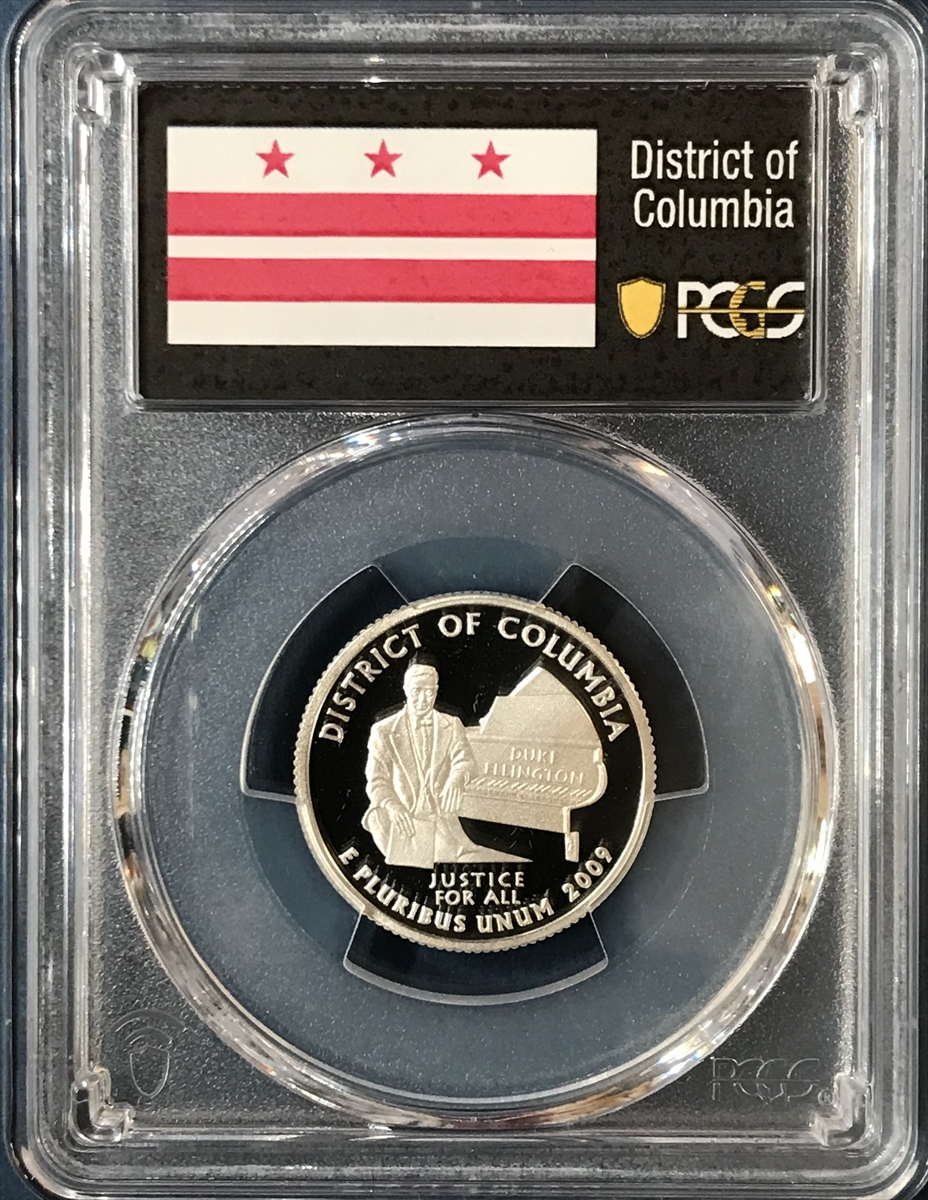 District of
Columbia
PCGS
DISTRICT OF COLUMBIA
DUKE
ELLINGTON
JUSTICE
FOR ALL
E PLURIBUS UNUM 2009
PCGS